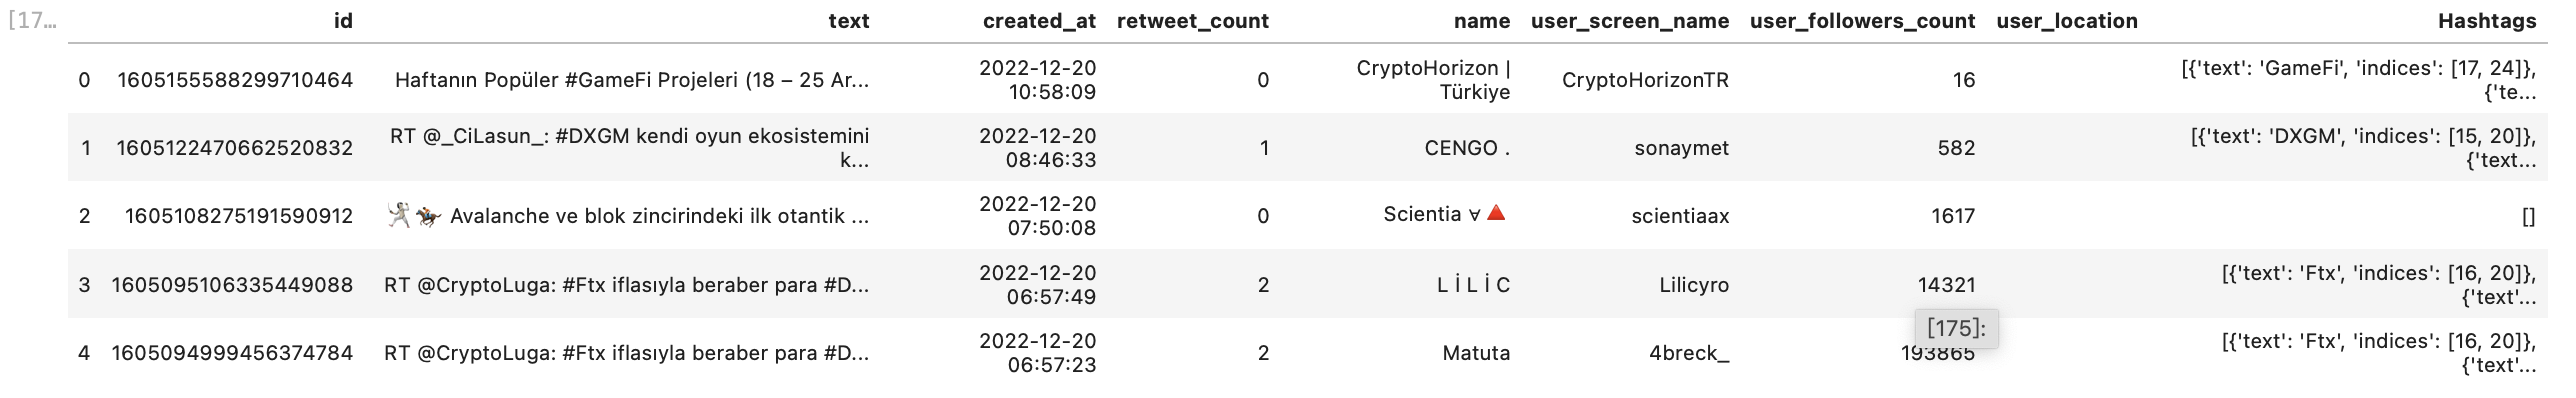 [17…
id text created_at retweet_count name user_screen_name user_followers_count user_location Hashtags
0 1605155588299710464 Haftanın Popüler #GameFi Projeleri (18 – 25 Ar... 2022-12-20 10:58:09 0 CryptoHorizon | Türkiye CryptoHorizonTR 16 [{'text': 'GameFi', 'indices': [17, 24]}, {'te...
1 1605122470662520832 RT @_CiLasun_: #DXGM kendi oyun ekosistemini k... 2022-12-20 08:46:33 1 CENGO . sonaymet 582 [{'text': 'DXGM', 'indices': [15, 20]}, {'text...
2 1605108275191590912 🤺🏇 Avalanche ve blok zincirindeki ilk otantik ... 2022-12-20 07:50:08 0 Scientia ∀🔺 scientiaax 1617 []
3 1605095106335449088 RT @CryptoLuga: #Ftx iflasıyla beraber para #D... 2022-12-20 06:57:49 2 L İ L İ C Lilicyro 14321 [{'text': 'Ftx', 'indices': [16, 20]}, {'text'...
[175]:
4 1605094999456374784 RT @CryptoLuga: #Ftx iflasıyla beraber para #D... 2022-12-20 06:57:23 2 Matuta 4breck_ 193865 [{'text': 'Ftx', 'indices': [16, 20]}, {'text'...